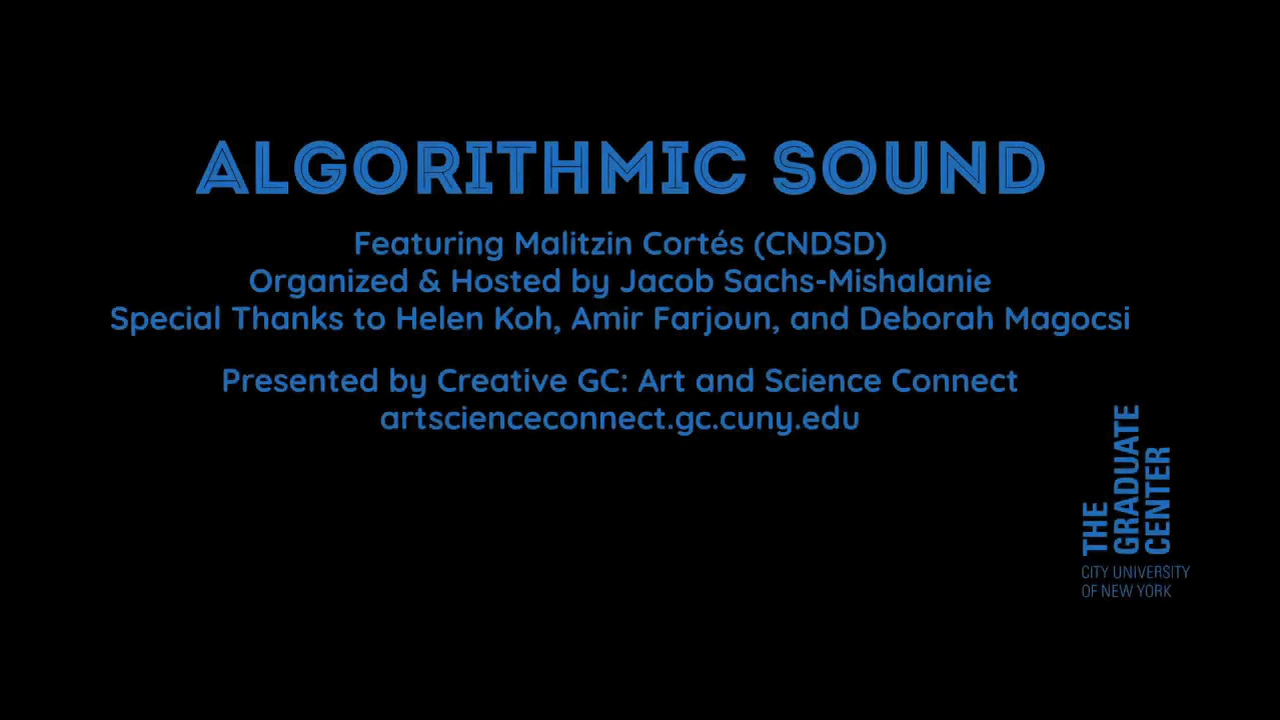 ALGORITHMIC SOUND
Featuring Malitzin Cortés (CNDSD)
Organized & Hosted by Jacob Sachs-Mishalanie
Special Thanks to Helen Koh, Amir Farjoun, and Deborah Magocsi
Presented by Creative GC: Art and Science Connect
artscienceconnect.gc.cuny.edu
THE
GRADUATE
CENTER
CITY UNIVERSITY
OF NEW YORK